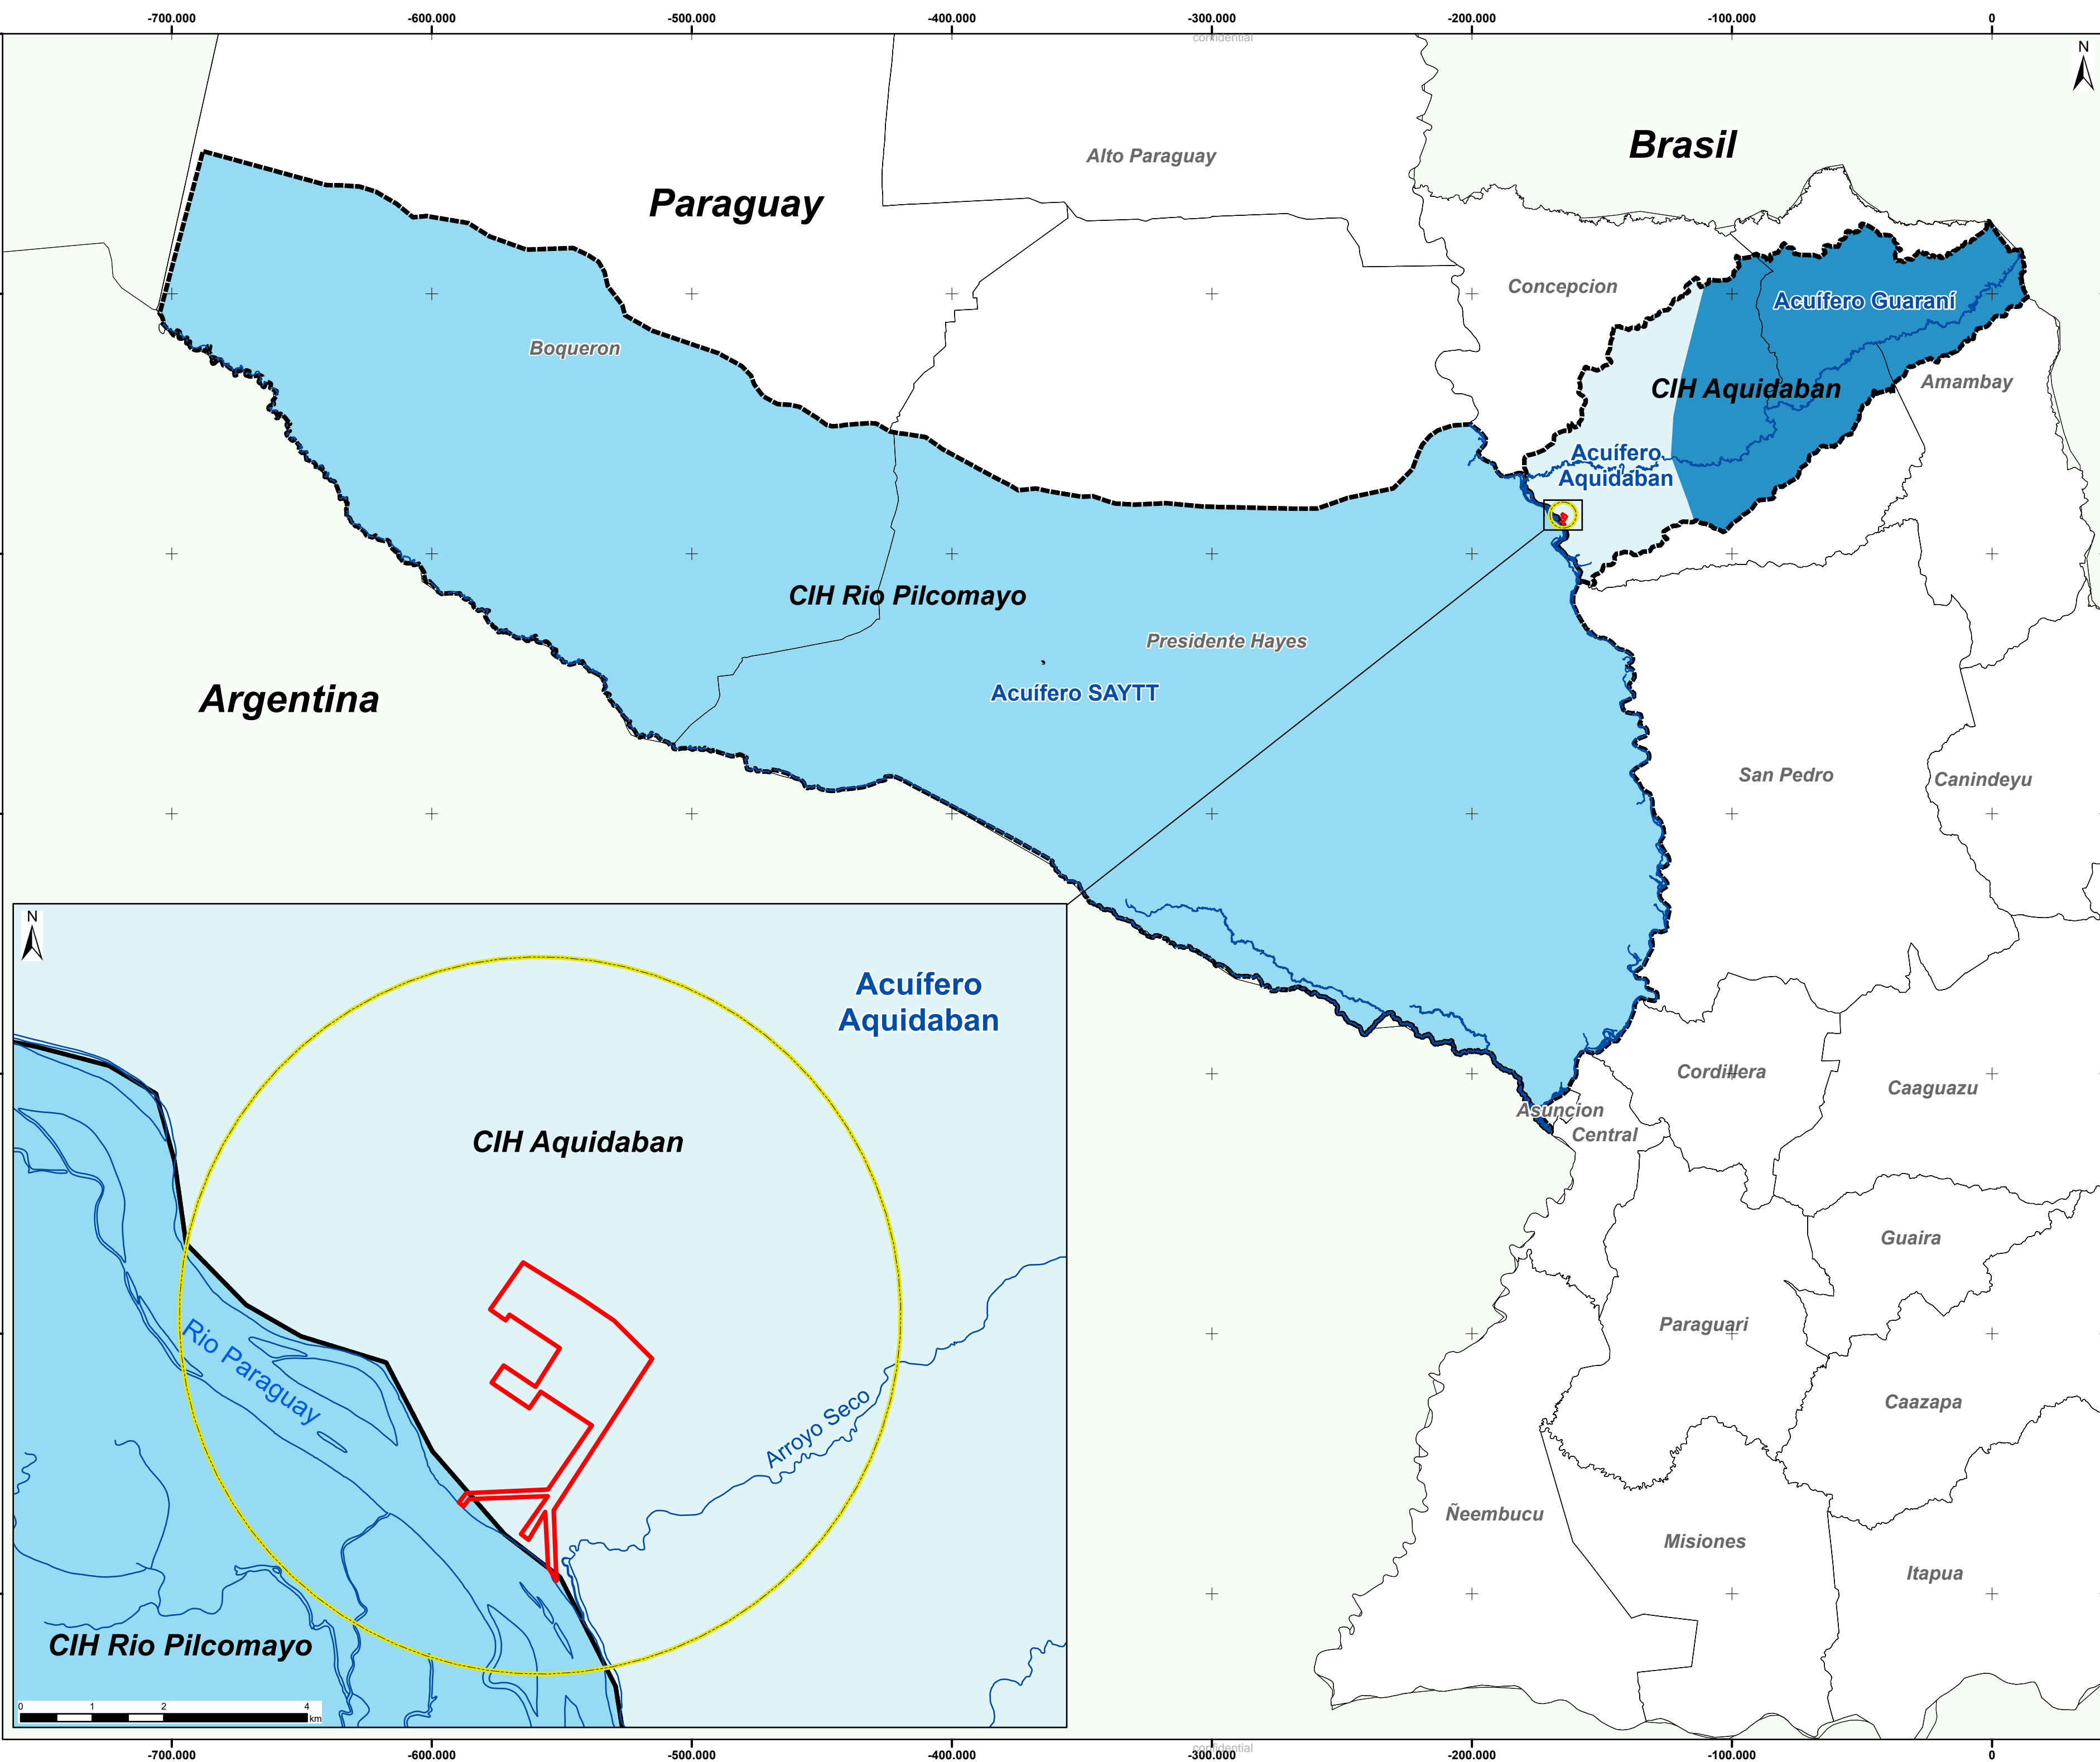 -700.000 -600.000 -500.000 -400.000 -300.000 -200.000 -100.000 0
confidential
N
Brasil
Alto Paraguay
Paraguay
Concepcion
Acuífero Guaraní
Boqueron
CIH Aquidaban
Amambay
Acuífero
Aquidaban
CIH Rio Pilcomayo
Presidente Hayes
Acuífero SAYTT
Argentina
San Pedro
Canindeyu
N
Acuífero
Aquidaban
CIH Aquidaban
Rio Paraguay
Arroyo Seco
CIH Rio Pilcomayo
0 1 2 4
km
Cordillera
Caaguazu
Asuncion
Central
Guaira
Paraguari
Caazapa
Ñeembucu
Misiones
Itapua
confidential
-700.000 -600.000 -500.000 -400.000 -300.000 -200.000 -100.000 0